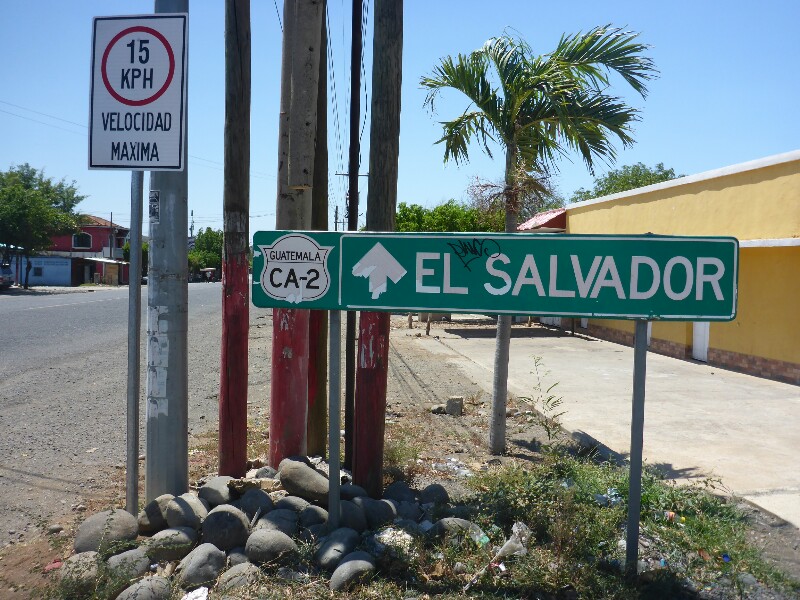 15
KPH
VELOCIDAD
MAXIMA
GUATEMALA
CA-2
EL SALVADOR